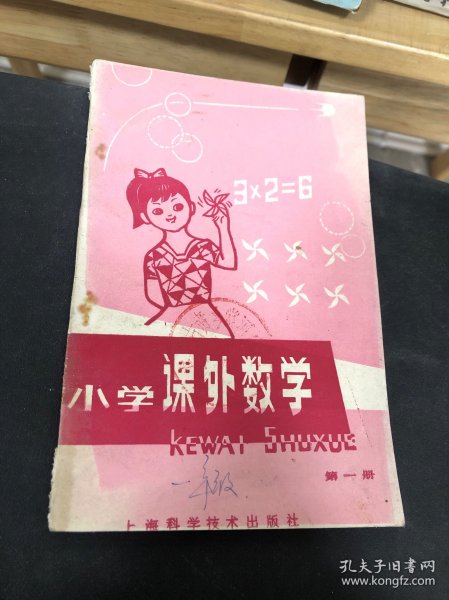 3×2=6
小学 课外数学
KEWAI SHUXUE
一年级
第一册
上海科学技术出版社
孔夫子旧书网
www.kongfz.com